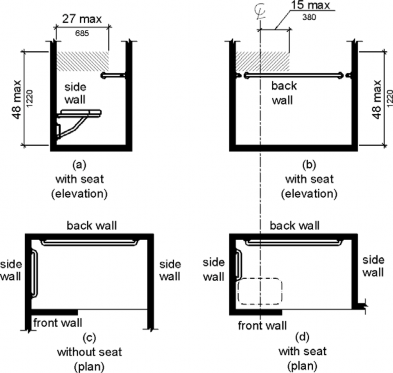 27 max
685
15 max
380
48 max
1220
side
wall
back
wall
48 max
1220
(a)
with seat
(elevation)
(b)
with seat
(elevation)
back wall
back wall
side
wall
side
wall
side
wall
side
wall
front wall
front wall
(c)
without seat
(plan)
(d)
with seat
(plan)